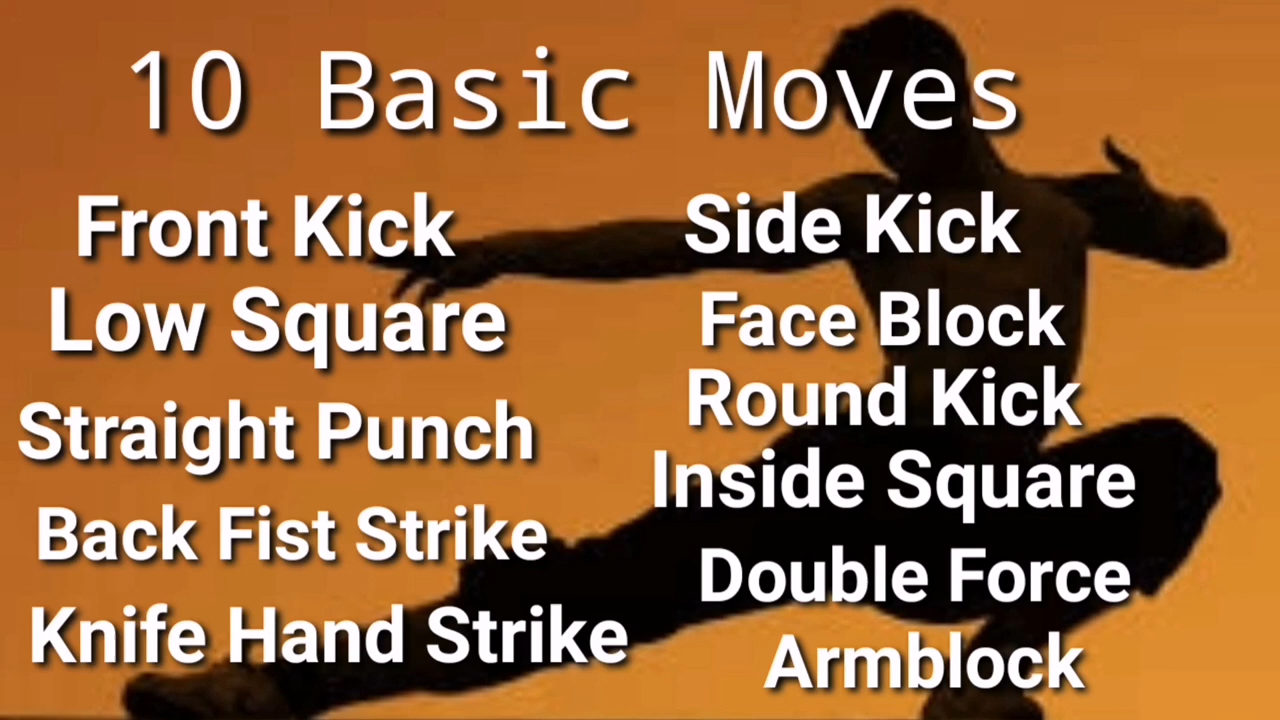 10 Basic Moves
Front Kick
Low Square
Straight Punch
Back Fist Strike
Knife Hand Strike
Side Kick
Face Block
Round Kick
Inside Square
Double Force
Armblock